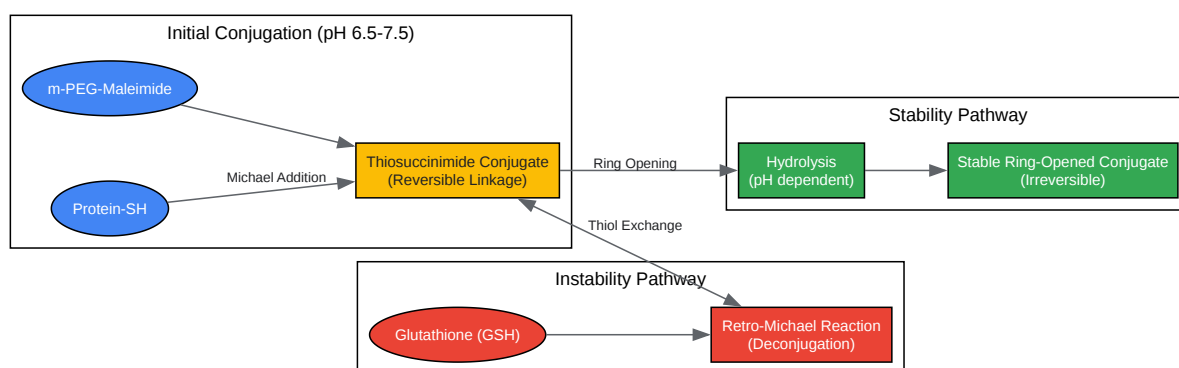 Initial Conjugation (pH 6.5-7.5)
m-PEG-Maleimide
Michael Addition
Protein-SH
Thiosuccinimide Conjugate
(Reversible Linkage)
Ring Opening
Stability Pathway
Hydrolysis
(pH dependent)
Stable Ring-Opened Conjugate
(Irreversible)
Thiol Exchange
Instability Pathway
Glutathione (GSH)
Retro-Michael Reaction
(Deconjugation)